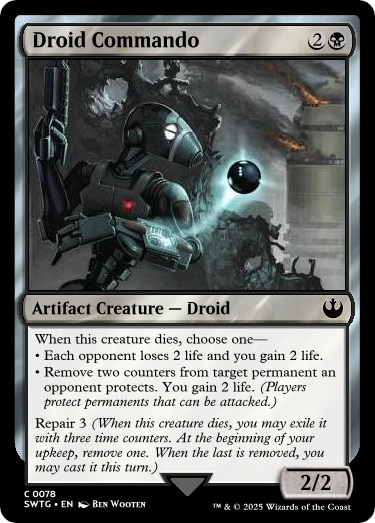 Droid Commando 2
Artifact Creature — Droid
When this creature dies, choose one—
• Each opponent loses 2 life and you gain 2 life.
• Remove two counters from target permanent an
opponent protects. You gain 2 life. (Players
protect permanents that can be attacked.)
Repair 3 (When this creature dies, you may exile it
with three time counters. At the beginning of your
upkeep, remove one. When the last is removed, you
may cast it this turn.)
2/2
C 0078
SWTG • EN Ben Wooten
™ & © 2025 Wizards of the Coast